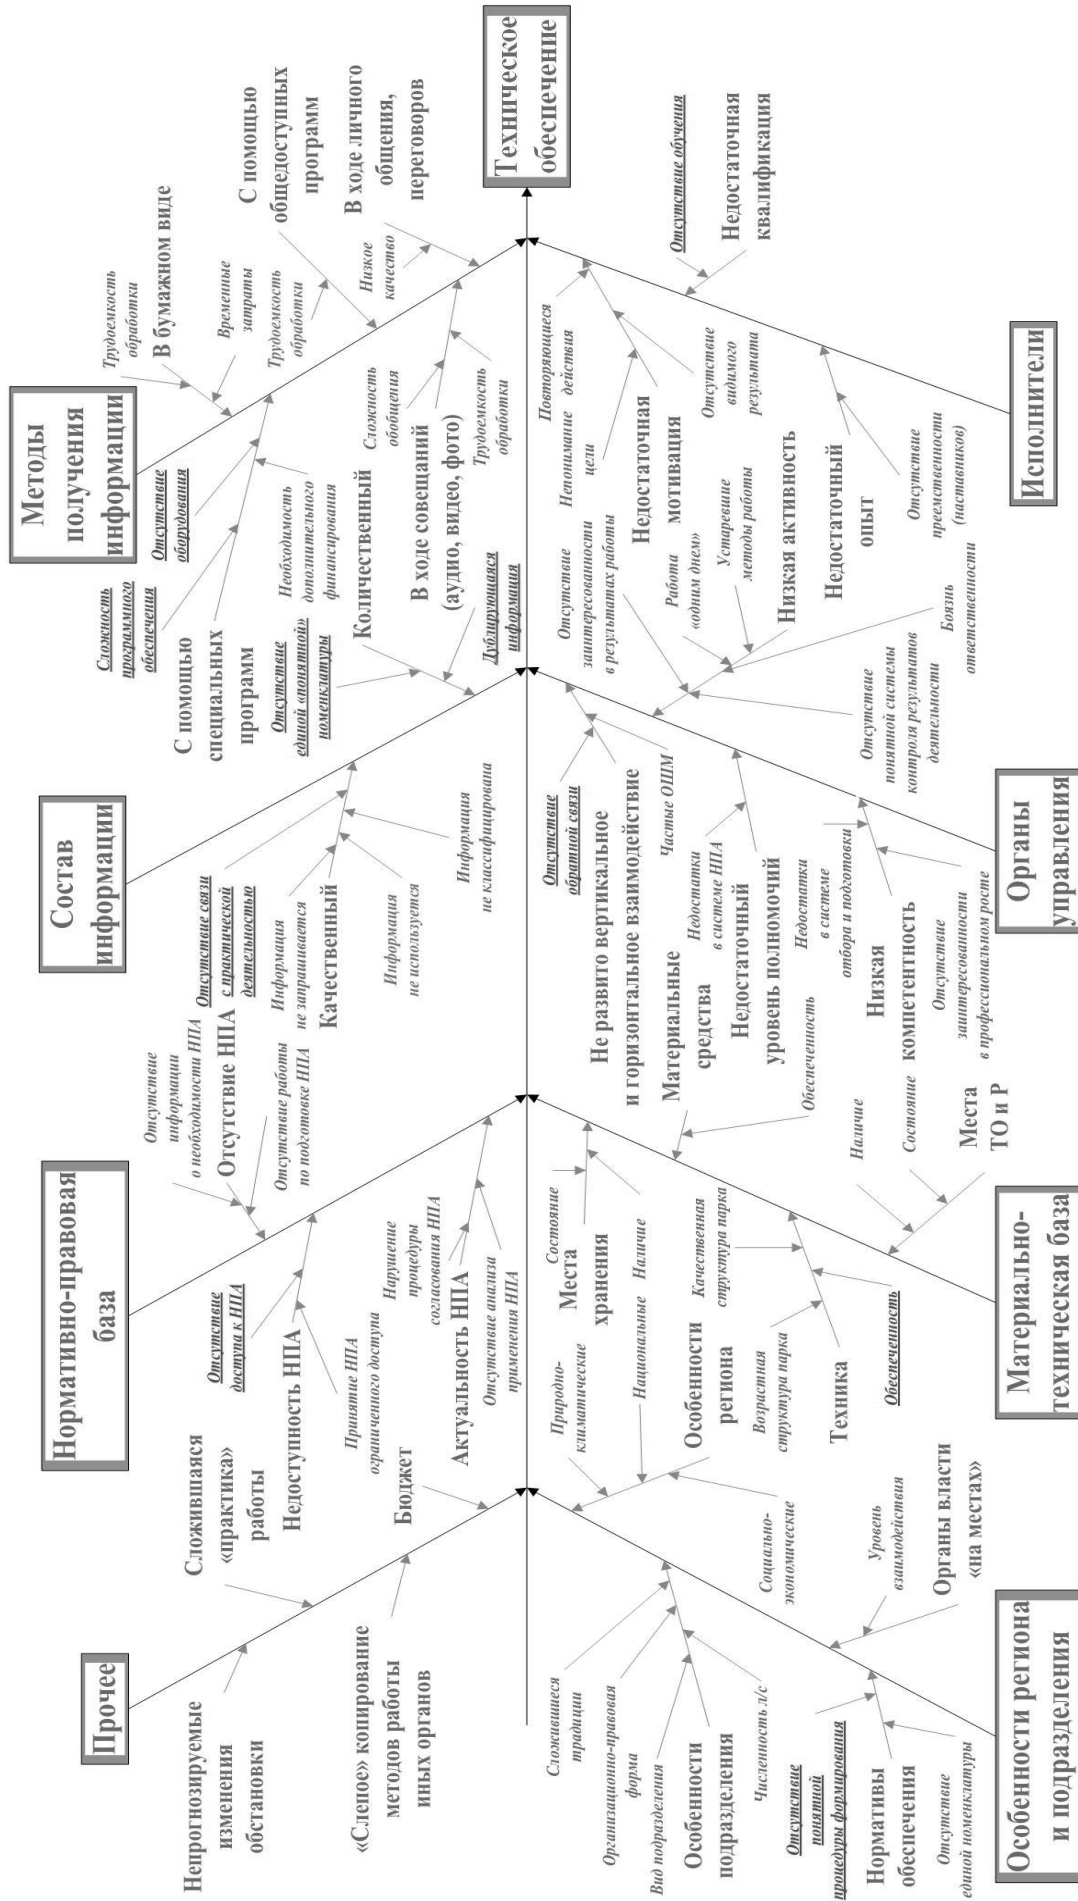 Прочее
Непрогнозируемые
изменения
обстановки
Сложившаяся
«практика»
работы
«Слепое» копирование
методов работы
иных органов
Бюджет
Нормативно-правовая
база
Отсутствие
информации
о необходимости НПА
Отсутствие НПА
Отсутствие работы
по подготовке НПА
Отсутствие
доступа к НПА
Недоступность НПА
Принятие НПА
ограниченного доступа
Нарушение
процедуры
согласования НПА
Актуальность НПА
Отсутствие анализа
применения НПА
Состав
информации
Отсутствие связи
с практической
деятельностью
Информация
не запрашивается
Качественный
Информация
не используется
Информация
не классифицирована
Отсутствие
единой «понятной»
номенклатуры
Количественный
Дублирующаяся
информация
Методы
получения
информации
Трудоемкость
обработки
В бумажном виде
Временные
затраты
Сложность
программного
обеспечения
Отсутствие
оборудования
С помощью
специальных
программ
Необходимость
дополнительного
финансирования
С помощью
общедоступных
программ
Трудоемкость
обработки
Сложность
обобщения
В ходе совещаний
(аудио, видео, фото)
Трудоемкость
обработки
Низкое
качество
В ходе личного
общения,
переговоров
Техническое
обеспечение
Сложившиеся
традиции
Организационно-правовая
форма
Вид подразделения
Особенности
подразделения
Численность л/с
Природно-
климатические
Национальные
Особенности
региона
Социально-
экономические
Отсутствие
понятной
процедуры формирования
Нормативы
обеспечения
Отсутствие
единой номенклатуры
Уровень
взаимодействия
Органы власти
«на местах»
Особенности региона
и подразделения
Состояние
Места
хранения
Наличие
Материальные
средства
Обеспеченность
Качественная
структура парка
Возрастная
структура парка
Техника
Обеспеченность
Наличие
Состояние
Места
ТО и Р
Материально-
техническая база
Отсутствие
обратной связи
Не развито вертикальное
и горизонтальное взаимодействие
Частые ОШМ
Недостатки
в системе НПА
Недостаточный
уровень полномочий
Недостатки
в системе
отбора и подготовки
Низкая
компетентность
Отсутствие
заинтересованности
в профессиональном росте
Органы
управления
Отсутствие
заинтересованности
в результатах работы
Работа
«одним днем»
Устаревшие
методы работы
Низкая активность
Отсутствие
понятной системы
контроля результатов
деятельности
Боязнь
ответственности
Повторяющиеся
действия
Непонимание
цели
Недостаточная
мотивация
Отсутствие
видимого
результата
Отсутствие обучения
Недостаточная
квалификация
Недостаточный
опыт
Отсутствие
преемственности
(наставников)
Исполнители